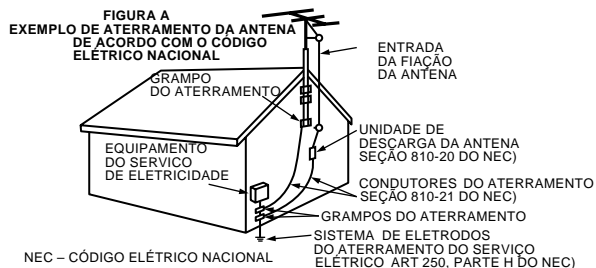 FIGURA A
EXEMPLO DE ATERRAMENTO DA ANTENA
DE ACORDO COM O CÓDIGO
ELÉTRICO NACIONAL
ENTRADA
DA FIAÇÃO
DA ANTENA
GRAMPO
DO ATERRAMENTO
UNIDADE DE
DESCARGA DA ANTENA
SEÇÃO 810-20 DO NEC)
EQUIPAMENTO
DO SERVICO
DE ELETRICIDADE
CONDUTORES DO ATERRAMENTO
SEÇÃO 810-21 DO NEC)
GRAMPOS DO ATERRAMENTO
SISTEMA DE ELETRODOS
DO ATERRAMENTO DO SERVIÇO
ELÉTRICO ART 250, PARTE H DO NEC)
NEC – CÓDIGO ELÉTRICO NACIONAL